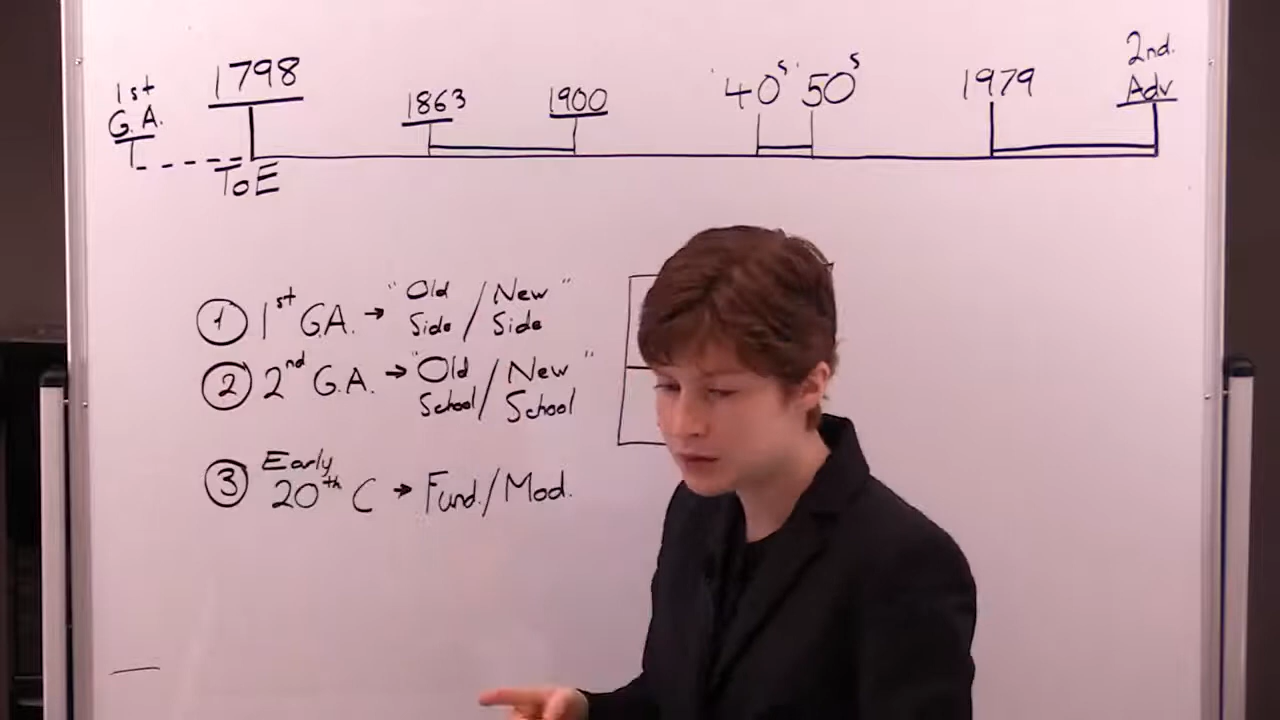 1st G.A. 1798 1863 1900 '40s '50s 1979 2nd. Adv
ToE
① 1st G.A. → "Old Side / New Side"
② 2nd G.A. → "Old School / New School"
③ Early 20th C → Fund. / Mod.